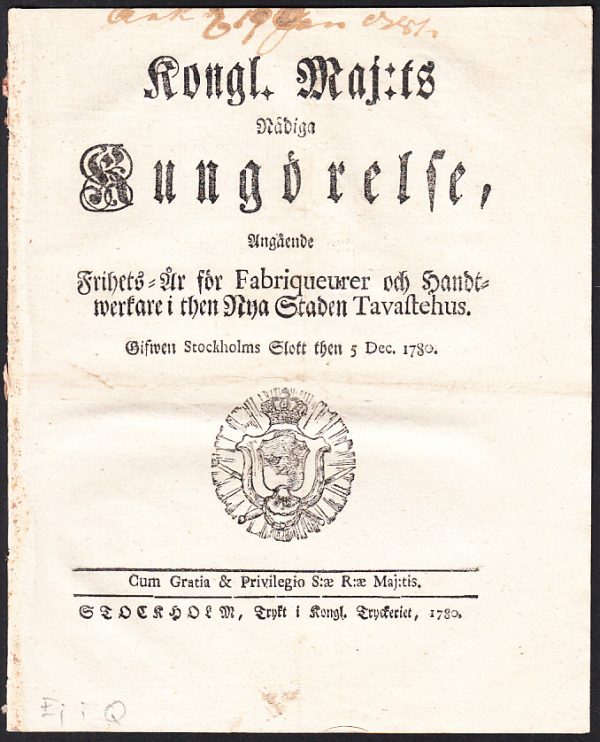 Kongl. Maj:ts
Nådiga
Kungörelse,
Angående
Frihets-År för Fabriqueurer och Handt-
werkare i then Nya Staden Tavastehus.
Gifwen Stockholms Slott then 5 Dec. 1780.
Cum Gratia & Privilegio S:æ R:æ Maj:tis.
STOCKHOLM, Tryckt i Kongl. Tryckeriet, 1780.
Ej i Q